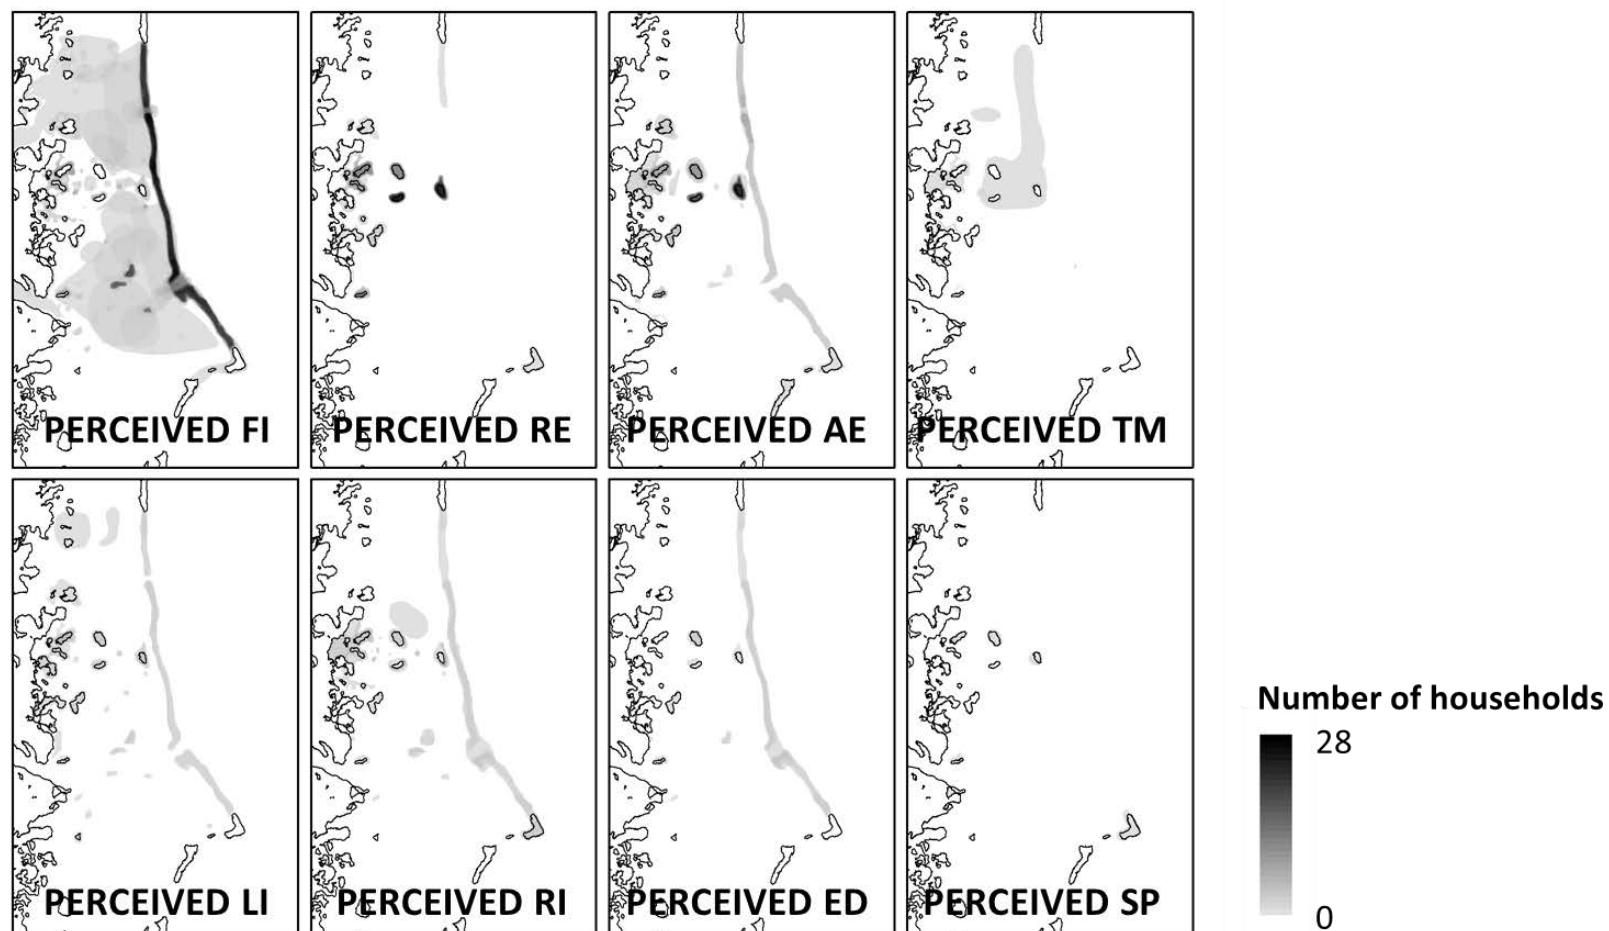 PERCEIVED FI
PERCEIVED RE
PERCEIVED AE
PERCEIVED TM
PERCEIVED LI
PERCEIVED RI
PERCEIVED ED
PERCEIVED SP
Number of households
28
0